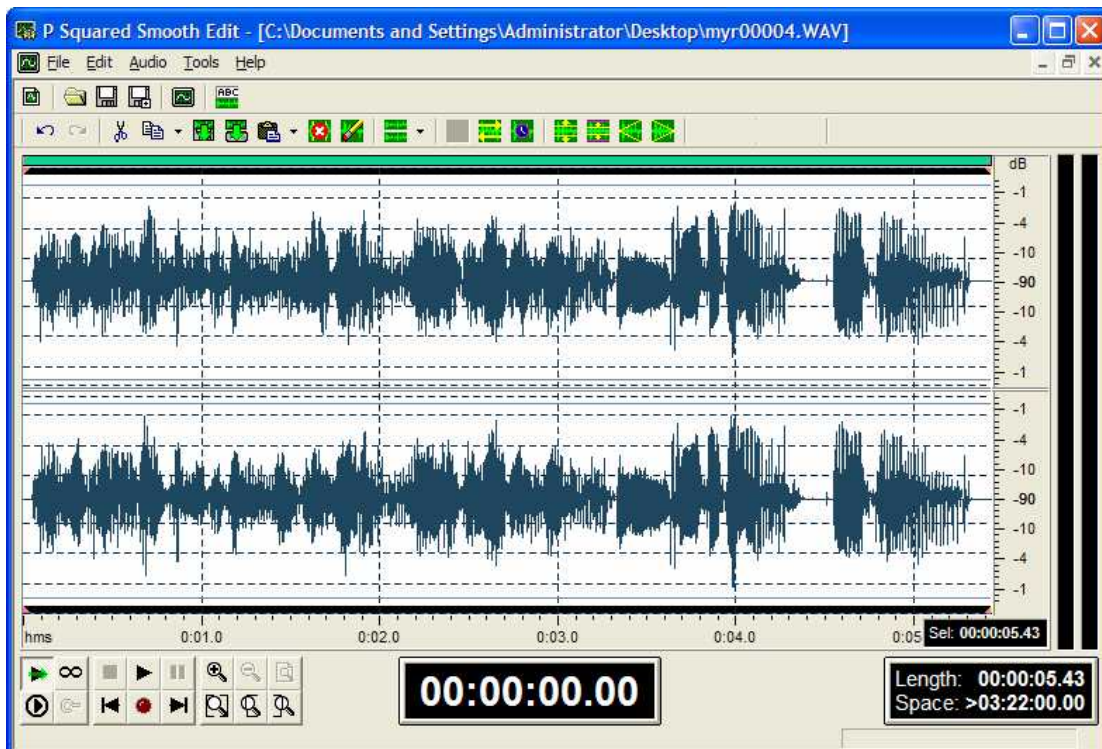 P Squared Smooth Edit - [C:\Documents and Settings\Administrator\Desktop\myr00004.WAV]
File Edit Audio Tools Help
ABC
dB
-1
-4
-10
-90
-10
-4
-1
-1
-4
-10
-90
-10
-4
-1
hms 0:01.0 0:02.0 0:03.0 0:04.0 0:05 Sel: 00:00:05.43
00:00:00.00
Length: 00:00:05.43
Space: >03:22:00.00